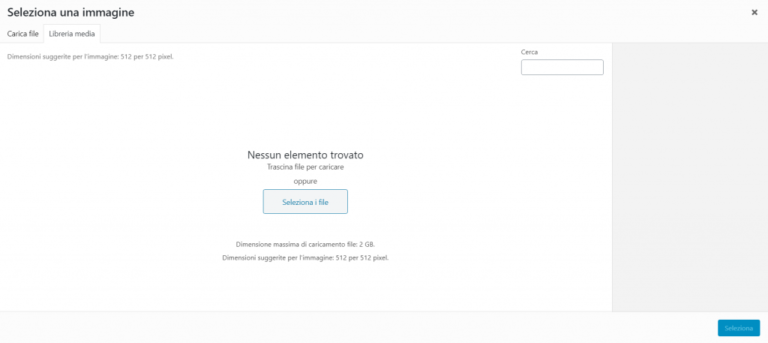 Seleziona una immagine
Carica file
Libreria media
Dimensioni suggerite per l'immagine: 512 per 512 pixel.
Cerca
Nessun elemento trovato
Trascina file per caricare
oppure
Seleziona i file
Dimensione massima di caricamento file: 2 GB.
Dimensioni suggerite per l'immagine: 512 per 512 pixel.
Seleziona